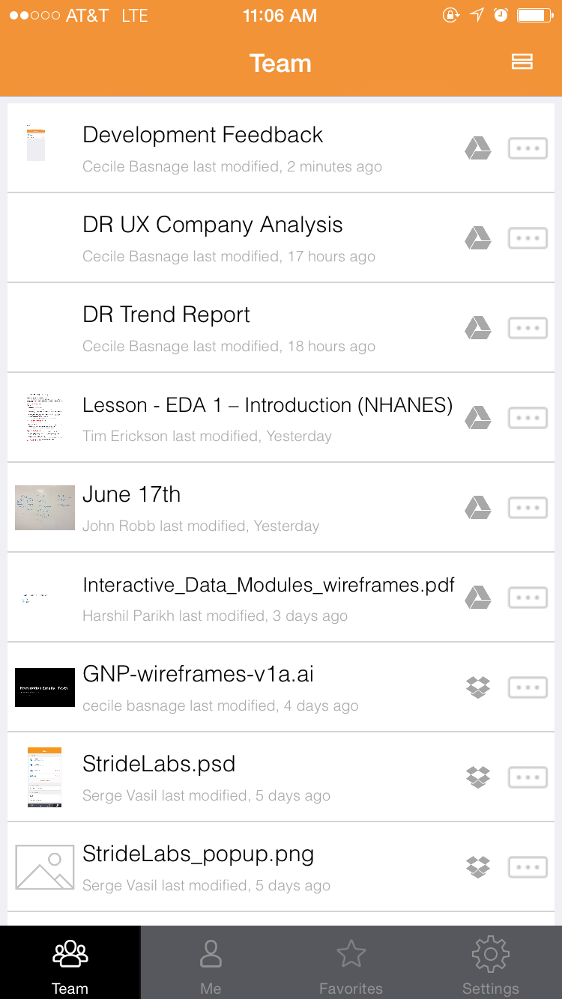 AT&T LTE 11:06 AM
Team
Development Feedback
Cecile Basnage last modified, 2 minutes ago
DR UX Company Analysis
Cecile Basnage last modified, 17 hours ago
DR Trend Report
Cecile Basnage last modified, 18 hours ago
Lesson - EDA 1 – Introduction (NHANES)
Tim Erickson last modified, Yesterday
June 17th
John Robb last modified, Yesterday
Interactive_Data_Modules_wireframes.pdf
Harshil Parikh last modified, 3 days ago
Nomination Emails - Texts
GNP-wireframes-v1a.ai
cecile basnage last modified, 4 days ago
StrideLabs.psd
Serge Vasil last modified, 5 days ago
StrideLabs_popup.png
Serge Vasil last modified, 5 days ago
Team Me Favorites Settings